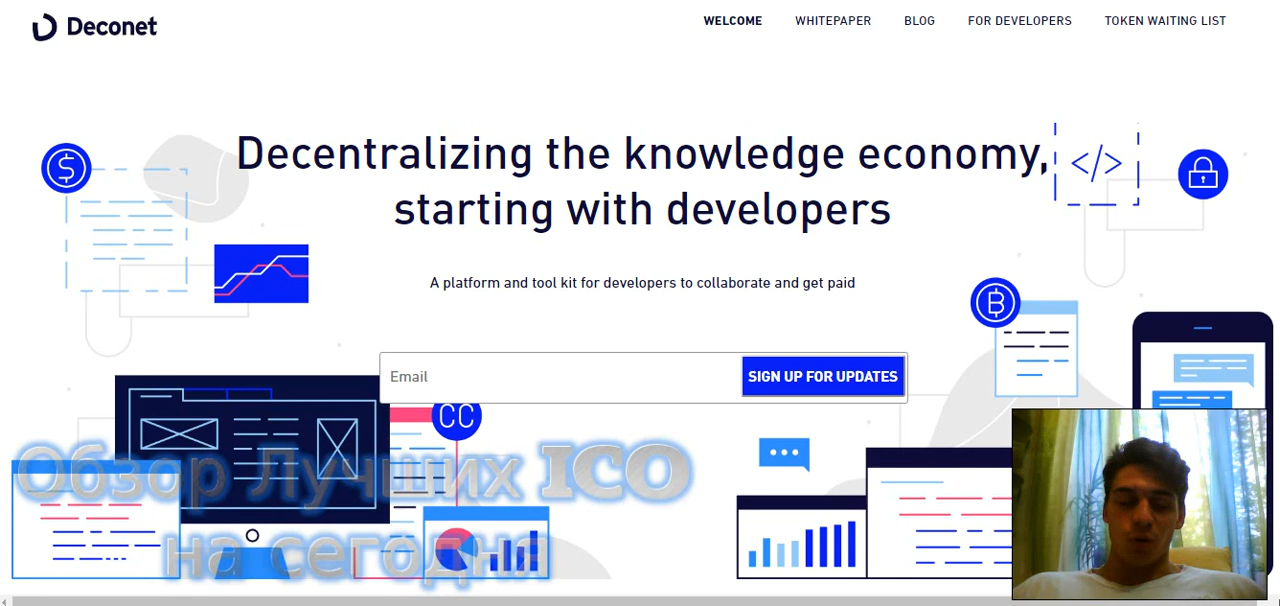 Deconet
WELCOME
WHITEPAPER
BLOG
FOR DEVELOPERS
TOKEN WAITING LIST
Decentralizing the knowledge economy,
starting with developers
</>
$
B
A platform and tool kit for developers to collaborate and get paid
Email
SIGN UP FOR UPDATES
CC
Обзор Лучших ICO
на сегодня